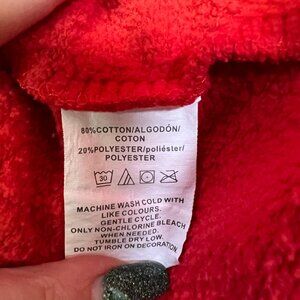 80%COTTON/ALGODÓN/
COTON
20%POLYESTER/poliéster/
POLYESTER
30
MACHINE WASH COLD WITH
LIKE COLOURS.
GENTLE CYCLE.
ONLY NON-CHLORINE BLEACH
WHEN NEEDED.
TUMBLE DRY LOW.
DO NOT IRON ON DECORATION